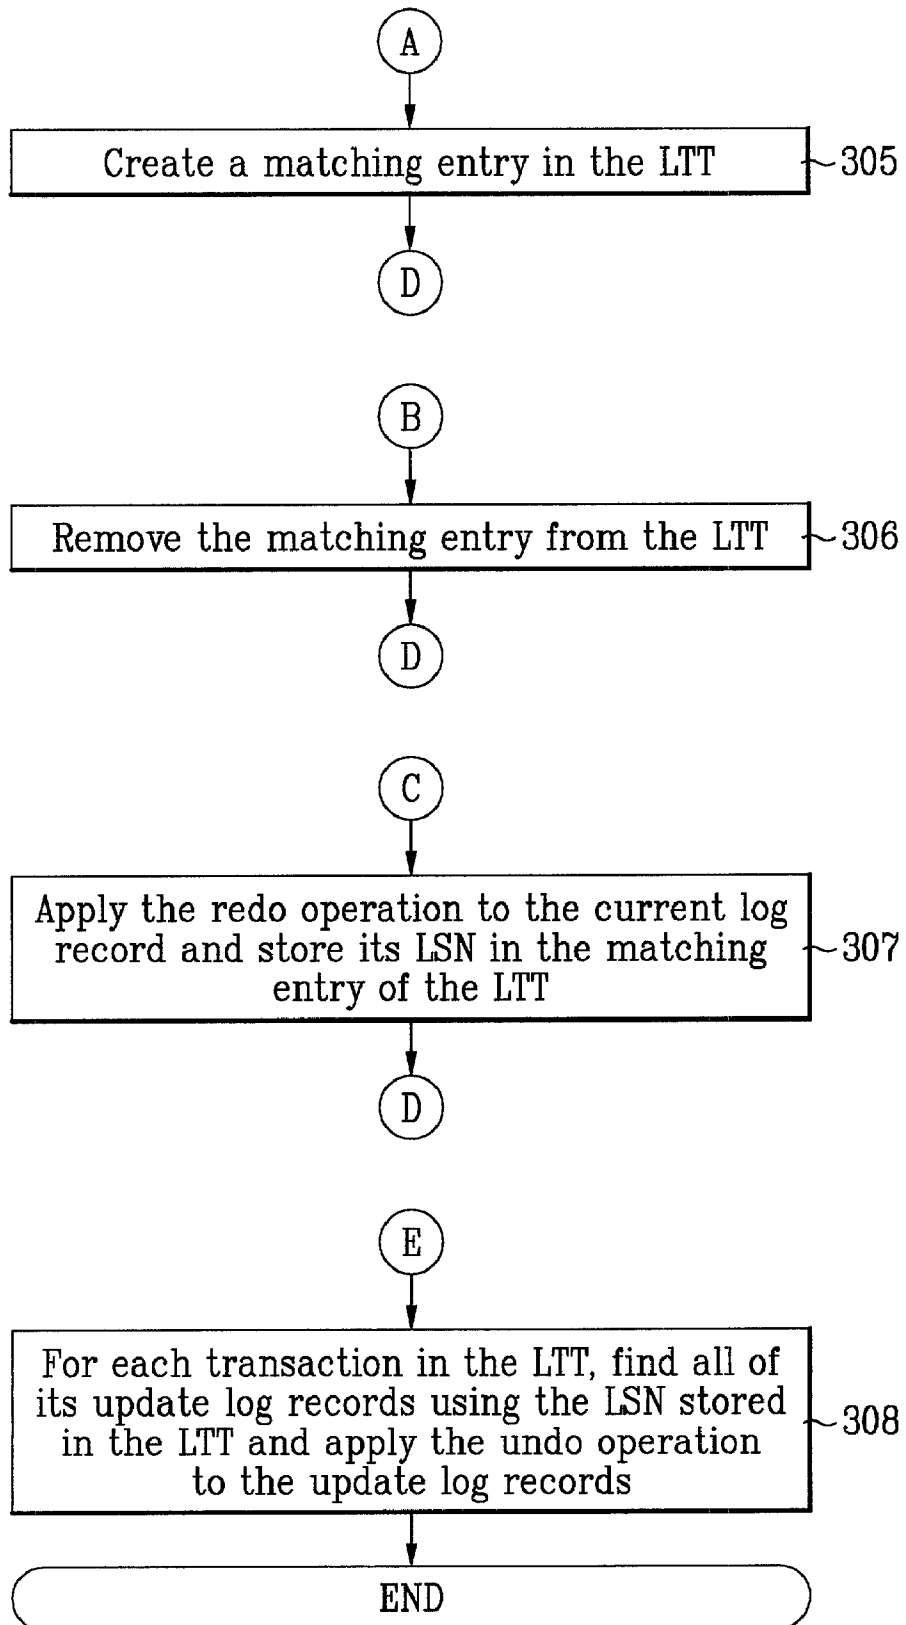 A
Create a matching entry in the LTT
305
D
B
Remove the matching entry from the LTT
306
D
C
Apply the redo operation to the current log
record and store its LSN in the matching
entry of the LTT
307
D
E
For each transaction in the LTT, find all of
its update log records using the LSN stored
in the LTT and apply the undo operation
to the update log records
308
END